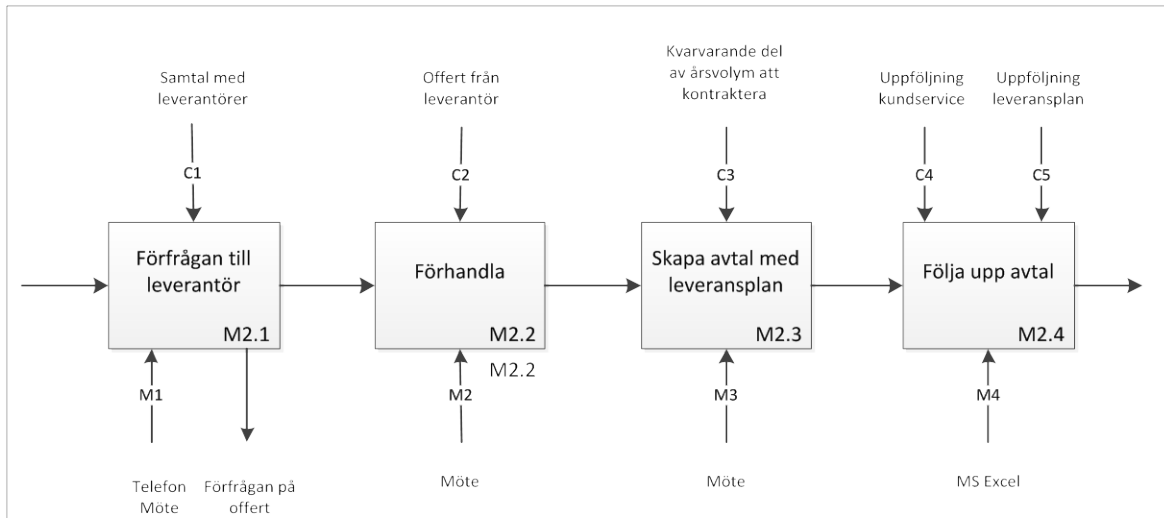 Samtal med
leverantörer
Offert från
leverantör
Kvarvarande del
av årsvolym att
kontraktera
Uppföljning
kundservice
Uppföljning
leveransplan
C1
C2
C3
C4
C5
Förfrågan till
leverantör
M2.1
Förhandla
M2.2
Skapa avtal med
leveransplan
M2.3
Följa upp avtal
M2.4
M2.2
M1
M2
M3
M4
Telefon
Möte
Förfrågan på
offert
Möte
Möte
MS Excel